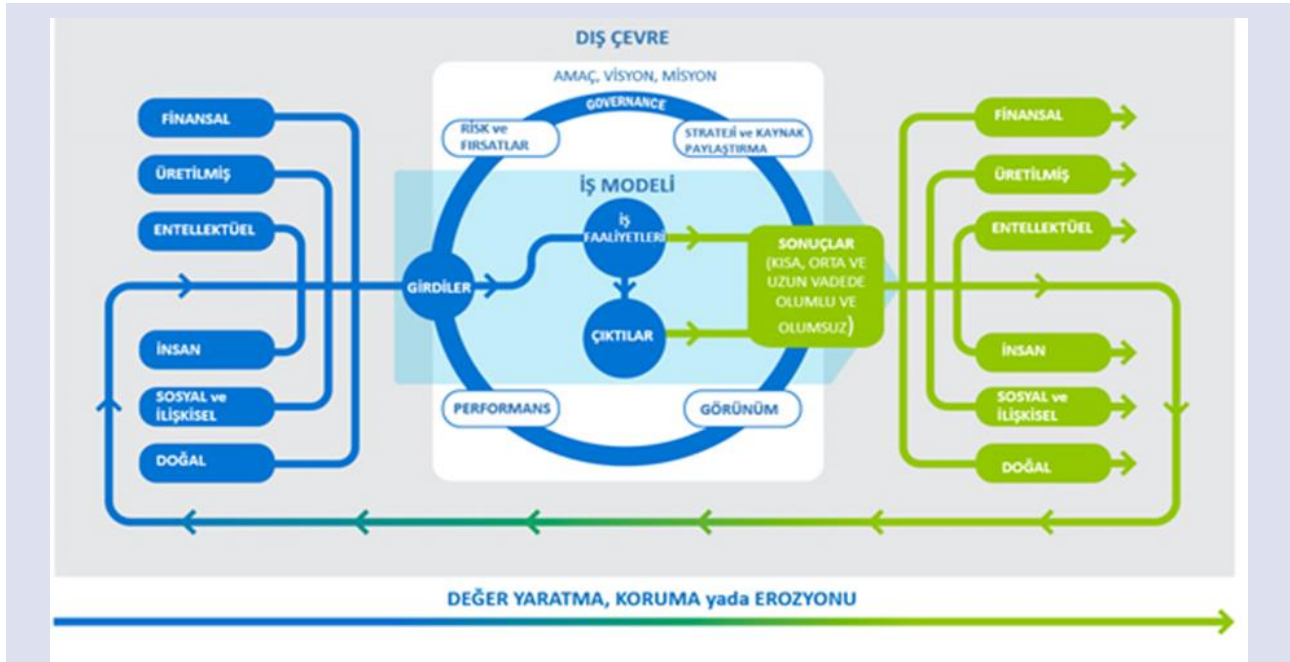 DIŞ ÇEVRE
AMAÇ, VİSYON, MİSYON
GOVERNANCE
RİSK ve
FIRSATLAR
STRATEJİ ve KAYNAK
PAYLAŞTIRMA
FİNANSAL
ÜRETİLMİŞ
ENTELLEKTÜEL
İNSAN
SOSYAL ve
İLİŞKİSEL
DOĞAL
İŞ MODELİ
GİRDİLER
İŞ
FAALİYETLERİ
ÇIKTILAR
SONUÇLAR
(KISA, ORTA VE
UZUN VADEDE
OLUMLU VE
OLUMSUZ)
PERFORMANS
GÖRÜNÜM
FİNANSAL
ÜRETİLMİŞ
ENTELLEKTÜEL
İNSAN
SOSYAL ve
İLİŞKİSEL
DOĞAL
DEĞER YARATMA, KORUMA yada EROZYONU